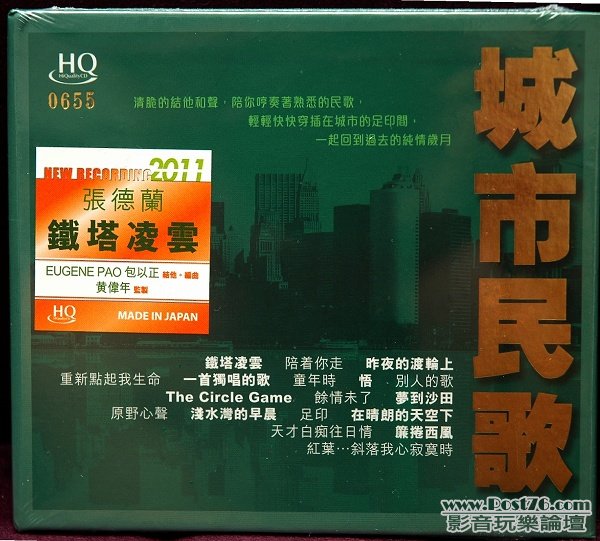 HQ
HiQualityCD
0655
清脆的結他和聲，陪你哼奏著熟悉的民歌，
輕輕快快穿插在城市的足印間，
一起回到過去的純情歲月
城市民歌
NEW RECORDING 2011
張德蘭
鐵塔凌雲
EUGENE PAO 包以正 結他・編曲
黄偉年 監製
HQ
HiQualityCD
MADE IN JAPAN
鐵塔凌雲 陪着你走 昨夜的渡輪上
重新點起我生命 一首獨唱的歌 童年時 悟 別人的歌
The Circle Game 餘情未了 夢到沙田
原野心聲 淺水灣的早晨 足印 在晴朗的天空下
天才白痴往日情 簾捲西風
紅葉…斜落我心寂寞時
www.Post76.com
影音玩樂論壇